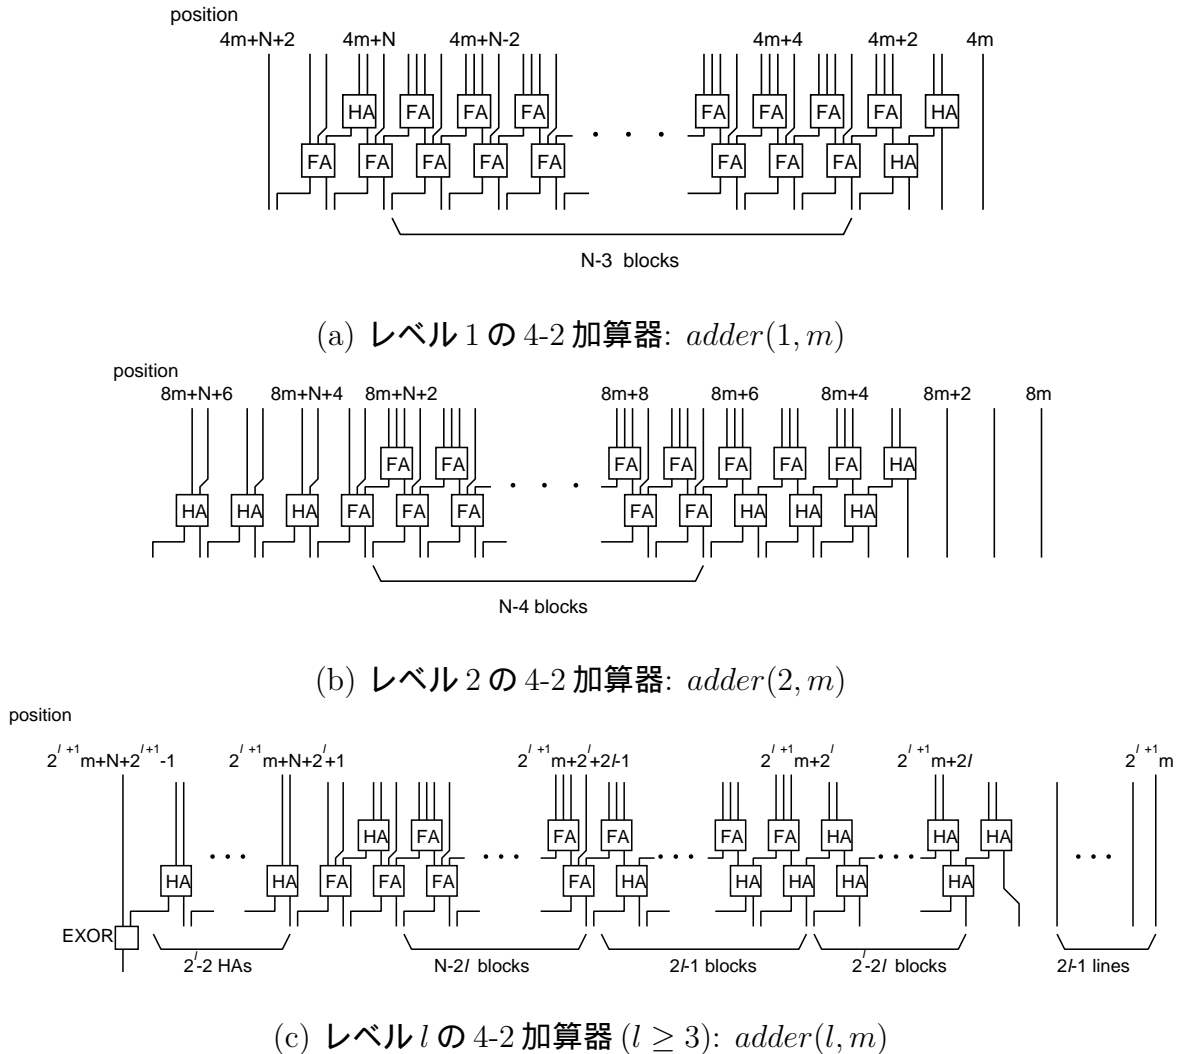 position
4m+N+2 4m+N 4m+N-2 4m+4 4m+2 4m
HA FA FA FA FA FA FA FA HA
FA FA FA FA FA FA FA FA HA
N-3 blocks
(a) レベル 1 の 4-2 加算器: adder(1, m)
position
8m+N+6 8m+N+4 8m+N+2 8m+8 8m+6 8m+4 8m+2 8m
FA FA FA FA FA FA FA HA
HA HA HA FA FA FA FA FA HA HA HA
N-4 blocks
(b) レベル 2 の 4-2 加算器: adder(2, m)
position
2^{l+1}m+N+2^{l+1}-1 2^{l+1}m+N+2^l+1 2^{l+1}m+2^l+2l-1 2^{l+1}m+2^l 2^{l+1}m+2l 2^{l+1}m
HA FA FA FA FA FA HA HA HA
HA HA FA FA FA FA HA HA HA HA HA
EXOR
2^l-2 HAs N-2l blocks 2l-1 blocks 2^l-2l blocks 2l-1 lines
(c) レベル l の 4-2 加算器 (l ≥ 3): adder(l, m)